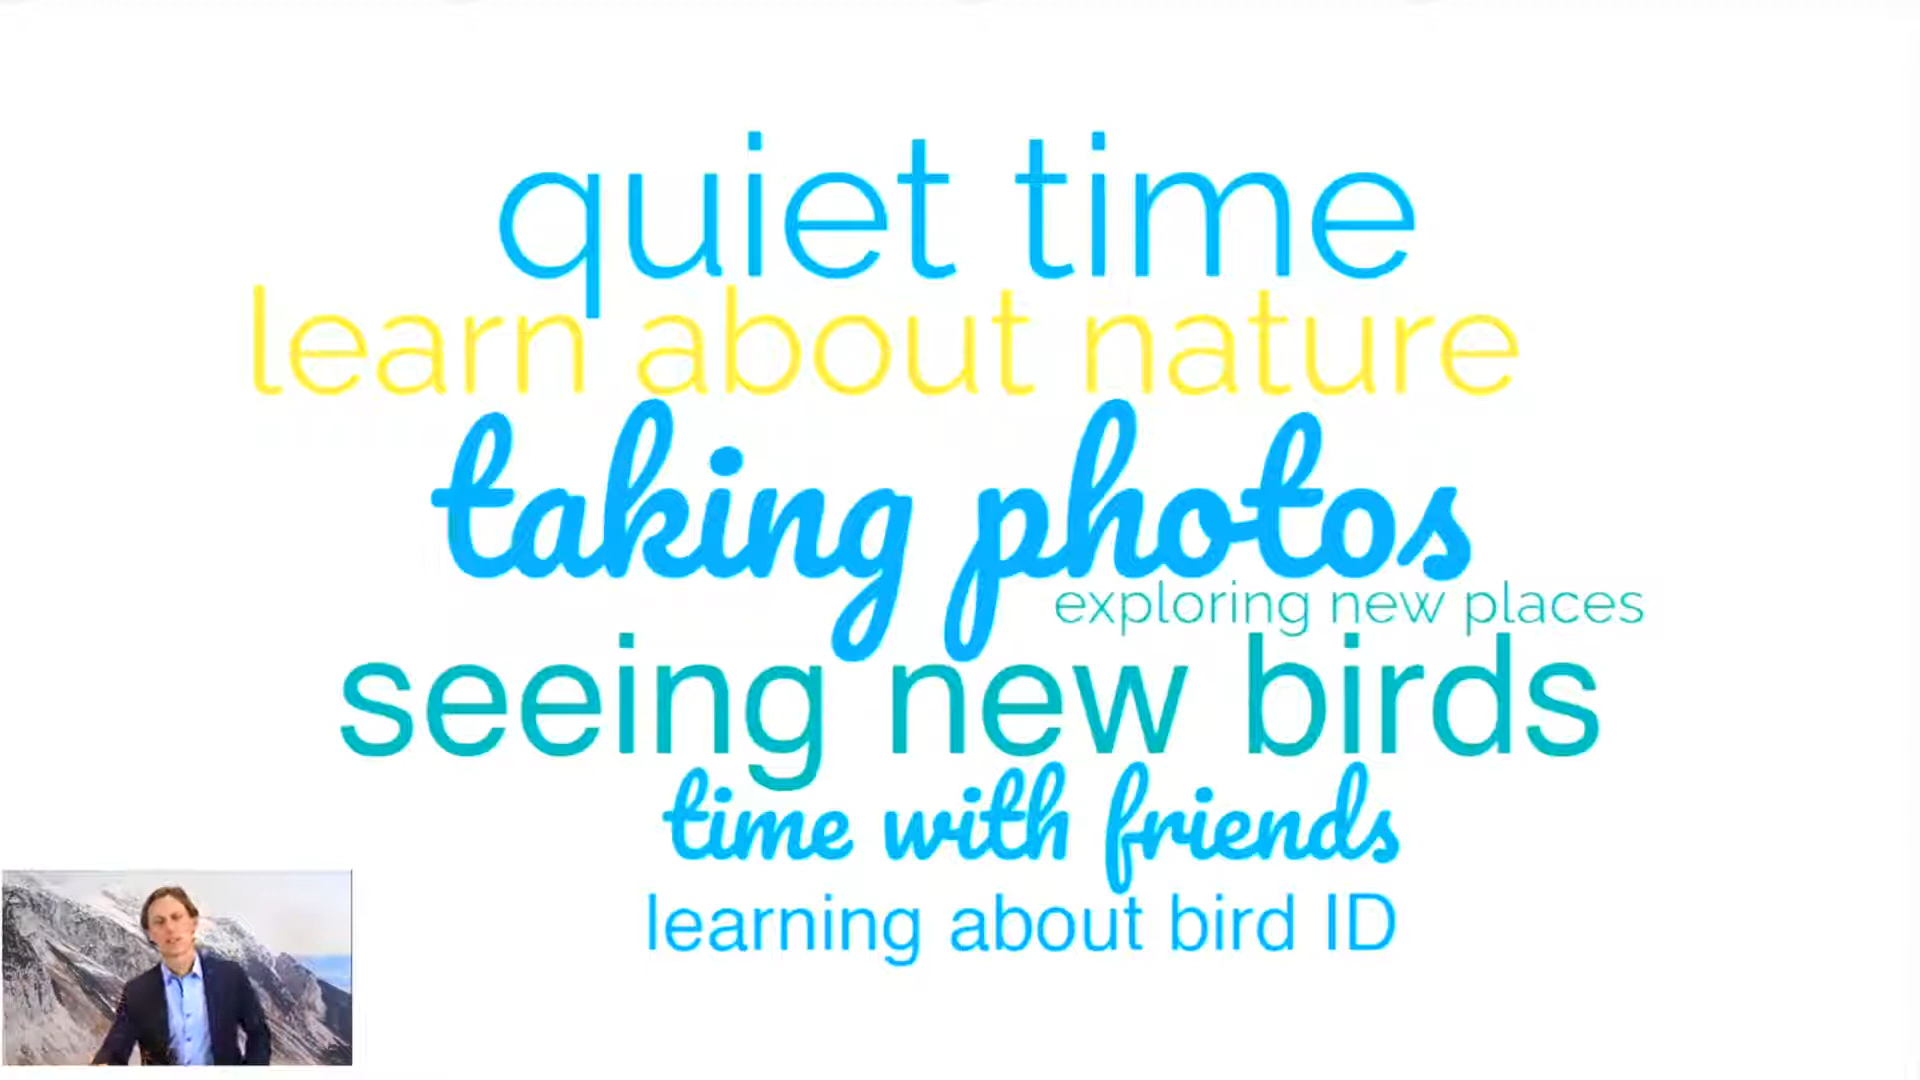 quiet time
learn about nature
taking photos
exploring new places
seeing new birds
time with friends
learning about bird ID